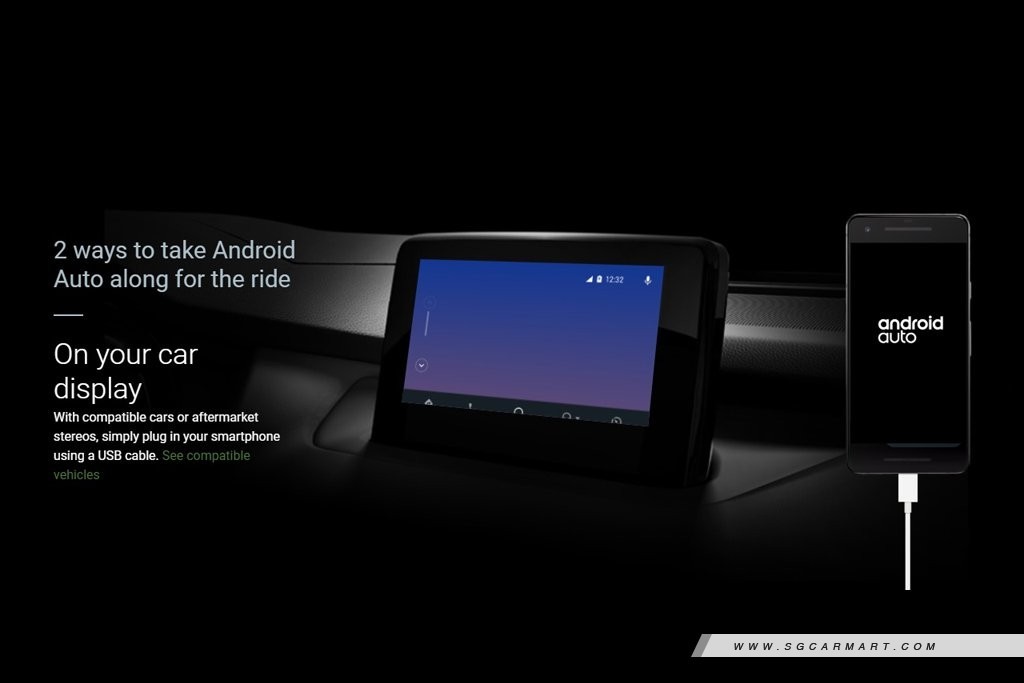 2 ways to take Android
Auto along for the ride
On your car
display
With compatible cars or aftermarket
stereos, simply plug in your smartphone
using a USB cable. See compatible
vehicles
12:32
android
auto
WWW.SGCARMART.COM